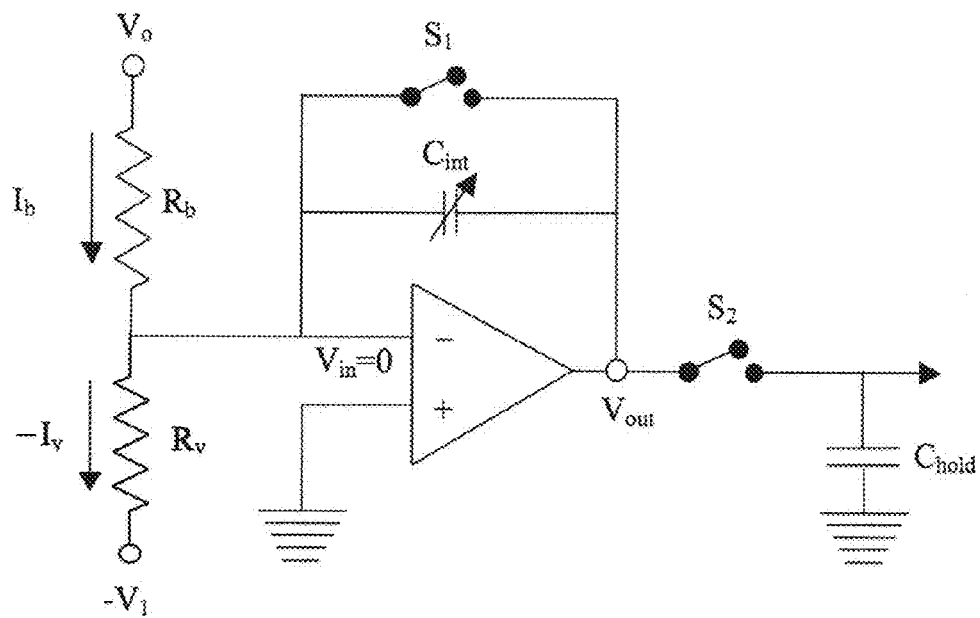 V₀
S₁
C_int
I_b
R_b
S₂
V_in=0
−
+
V_out
−I_v
R_v
C_hold
-V₁